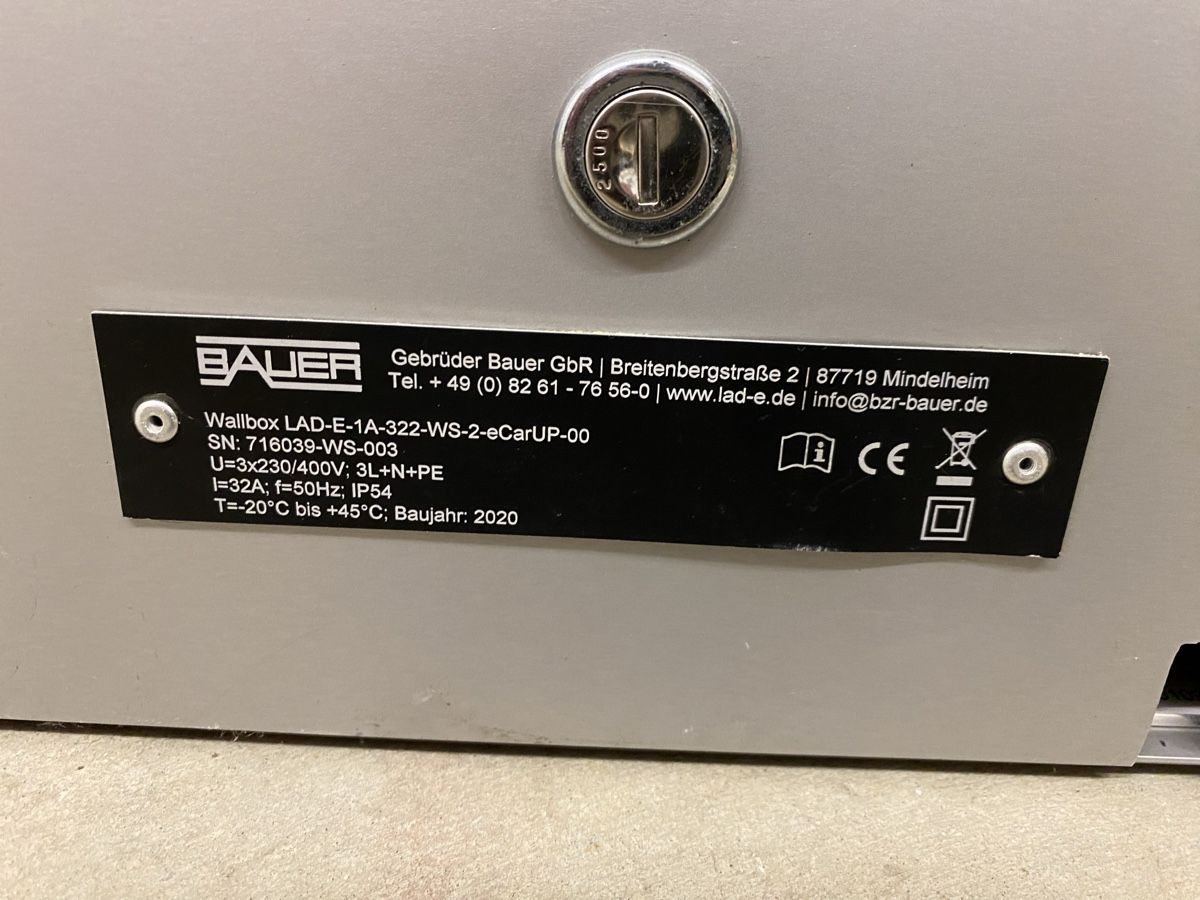 2500
BAUER
Gebrüder Bauer GbR | Breitenbergstraße 2 | 87719 Mindelheim
Tel. + 49 (0) 82 61 - 76 56-0 | www.lad-e.de | info@bzr-bauer.de
Wallbox LAD-E-1A-322-WS-2-eCarUP-00
SN: 716039-WS-003
U=3x230/400V; 3L+N+PE
I=32A; f=50Hz; IP54
T=-20°C bis +45°C; Baujahr: 2020
i
CE